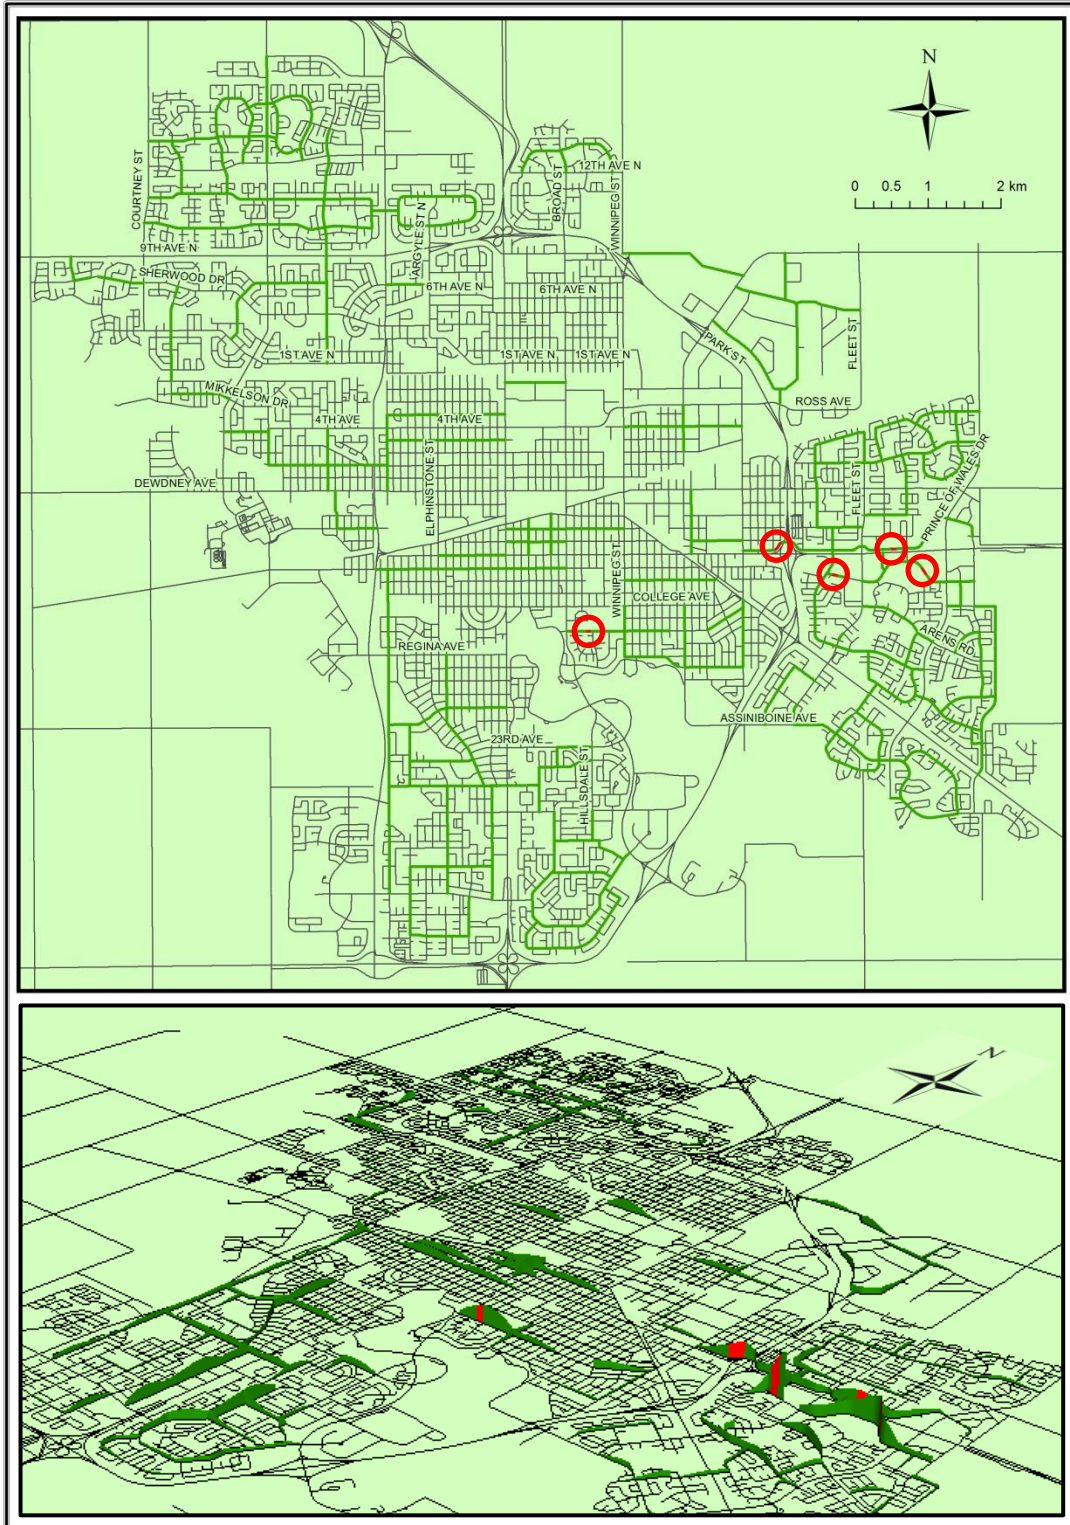 N
12TH AVE N
COURTNEY ST
BROAD ST
WINNIPEG ST
0 0.5 1 2 km
ARGYLE ST N
9TH AVE N
SHERWOOD DR
6TH AVE N
6TH AVE N
PARK ST
FLEET ST
1ST AVE N
1ST AVE N
1ST AVE N
MIKKELSON DR
ROSS AVE
4TH AVE
4TH AVE
ELPHINSTONE ST
DEWDNEY AVE
FLEET ST
PRINCE OF WALES DR
WINNIPEG ST
COLLEGE AVE
REGINA AVE
ARENS RD
ASSINIBOINE AVE
23RD AVE
HILLSDALE ST
N